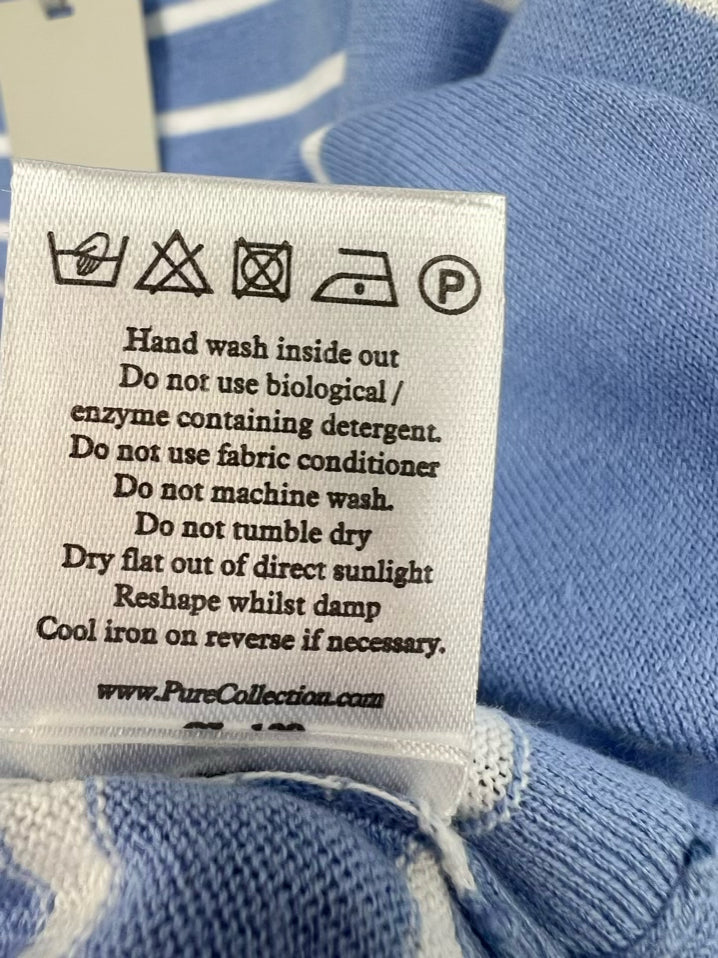 P
Hand wash inside out
Do not use biological /
enzyme containing detergent.
Do not use fabric conditioner
Do not machine wash.
Do not tumble dry
Dry flat out of direct sunlight
Reshape whilst damp
Cool iron on reverse if necessary.
www.PureCollection.com